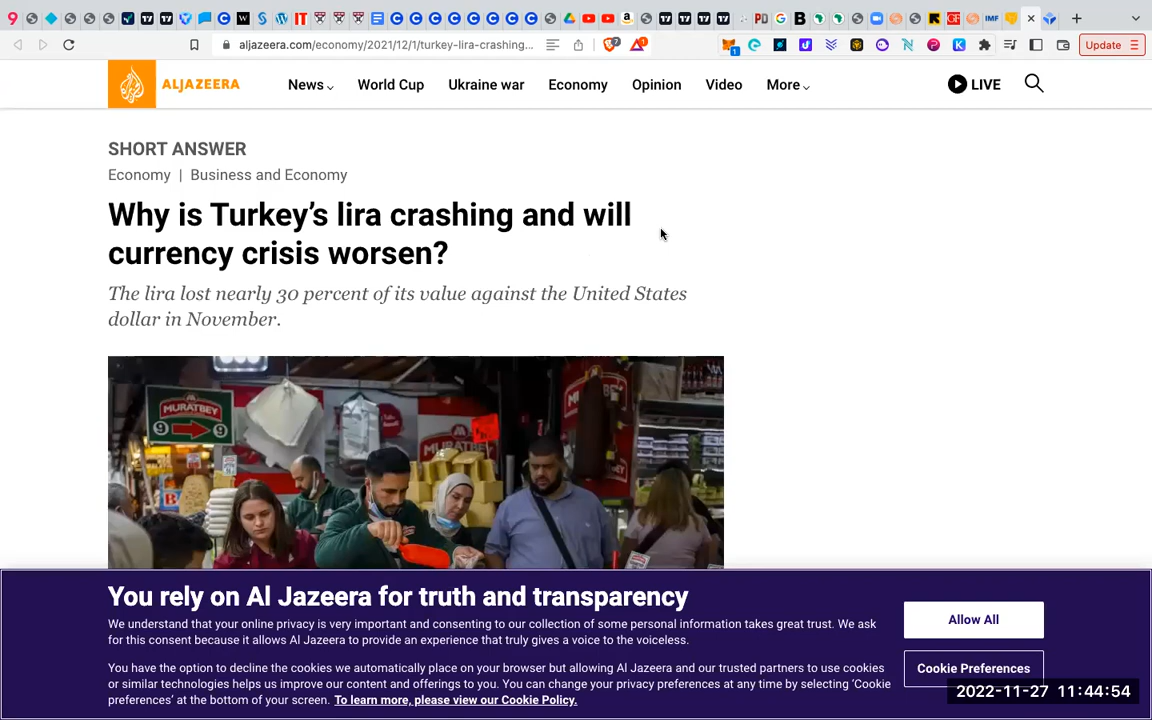 aljazeera.com/economy/2021/12/1/turkey-lira-crashing...
Update
ALJAZEERA
News
World Cup
Ukraine war
Economy
Opinion
Video
More
LIVE
SHORT ANSWER
Economy | Business and Economy
Why is Turkey’s lira crashing and will
currency crisis worsen?
The lira lost nearly 30 percent of its value against the United States
dollar in November.
MURATBEY
9 9
MURATBEY
You rely on Al Jazeera for truth and transparency
We understand that your online privacy is very important and consenting to our collection of some personal information takes great trust. We ask
for this consent because it allows Al Jazeera to provide an experience that truly gives a voice to the voiceless.
You have the option to decline the cookies we automatically place on your browser but allowing Al Jazeera and our trusted partners to use cookies
or similar technologies helps us improve our content and offerings to you. You can change your privacy preferences at any time by selecting ‘Cookie
preferences’ at the bottom of your screen. To learn more, please view our Cookie Policy.
Allow All
Cookie Preferences
2022-11-27 11:44:54